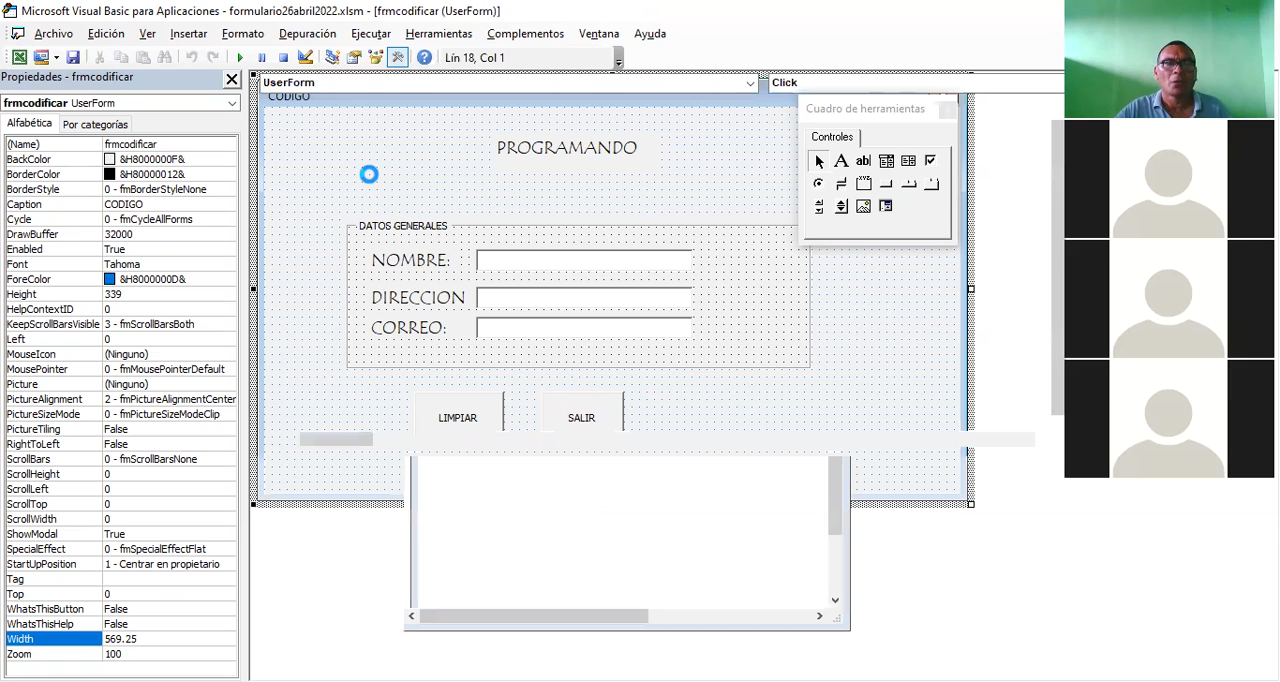 Microsoft Visual Basic para Aplicaciones - formulario26abril2022.xlsm - [frmcodificar (UserForm)]
Archivo Edición Ver Insertar Formato Depuración Ejecutar Herramientas Complementos Ventana Ayuda
Lín 18, Col 1
Propiedades - frmcodificar
frmcodificar UserForm
Alfabética Por categorías
(Name) frmcodificar
BackColor &H8000000F&
BorderColor &H80000012&
BorderStyle 0 - fmBorderStyleNone
Caption CODIGO
Cycle 0 - fmCycleAllForms
DrawBuffer 32000
Enabled True
Font Tahoma
ForeColor &H8000000D&
Height 339
HelpContextID 0
KeepScrollBarsVisible 3 - fmScrollBarsBoth
Left 0
MouseIcon (Ninguno)
MousePointer 0 - fmMousePointerDefault
Picture (Ninguno)
PictureAlignment 2 - fmPictureAlignmentCenter
PictureSizeMode 0 - fmPictureSizeModeClip
PictureTiling False
RightToLeft False
ScrollBars 0 - fmScrollBarsNone
ScrollHeight 0
ScrollLeft 0
ScrollTop 0
ScrollWidth 0
ShowModal True
SpecialEffect 0 - fmSpecialEffectFlat
StartUpPosition 1 - Centrar en propietario
Tag
Top 0
WhatsThisButton False
WhatsThisHelp False
Width 569.25
Zoom 100
UserForm Click
CODIGO
PROGRAMANDO
DATOS GENERALES
NOMBRE:
DIRECCION
CORREO:
LIMPIAR SALIR
Cuadro de herramientas
Controles
A ab|
XYZ